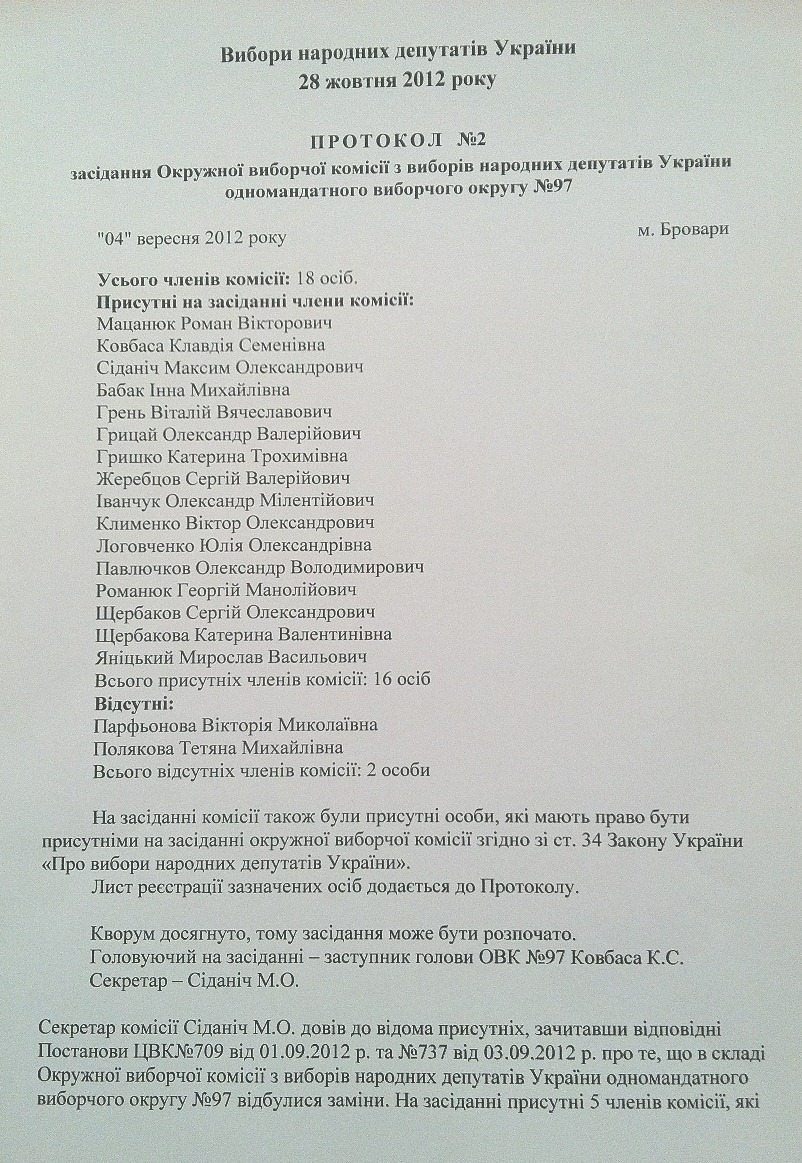 Вибори народних депутатів України
28 жовтня 2012 року
ПРОТОКОЛ №2
засідання Окружної виборчої комісії з виборів народних депутатів України
одномандатного виборчого округу №97
"04" вересня 2012 року м. Бровари
Усього членів комісії: 18 осіб.
Присутні на засіданні члени комісії:
Мацанюк Роман Вікторович
Ковбаса Клавдія Семенівна
Сіданіч Максим Олександрович
Бабак Інна Михайлівна
Грень Віталій Вячеславович
Грицай Олександр Валерійович
Гришко Катерина Трохимівна
Жеребцов Сергій Валерійович
Іванчук Олександр Мілентійович
Клименко Віктор Олександрович
Логовченко Юлія Олександрівна
Павлючков Олександр Володимирович
Романюк Георгій Манолійович
Щербаков Сергій Олександрович
Щербакова Катерина Валентинівна
Яніцький Мирослав Васильович
Всього присутніх членів комісії: 16 осіб
Відсутні:
Парфьонова Вікторія Миколаївна
Полякова Тетяна Михайлівна
Всього відсутніх членів комісії: 2 особи
На засіданні комісії також були присутні особи, які мають право бути
присутніми на засіданні окружної виборчої комісії згідно зі ст. 34 Закону України
«Про вибори народних депутатів України».
Лист реєстрації зазначених осіб додається до Протоколу.
Кворум досягнуто, тому засідання може бути розпочато.
Головуючий на засіданні – заступник голови ОВК №97 Ковбаса К.С.
Секретар – Сіданіч М.О.
Секретар комісії Сіданіч М.О. довів до відома присутніх, зачитавши відповідні
Постанови ЦВК№709 від 01.09.2012 р. та №737 від 03.09.2012 р. про те, що в складі
Окружної виборчої комісії з виборів народних депутатів України одномандатного
виборчого округу №97 відбулися заміни. На засіданні присутні 5 членів комісії, які